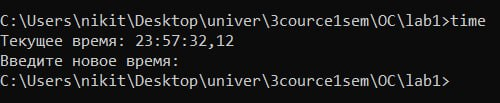 C:\Users\nikit\Desktop\univer\3cource1sem\OC\lab1>time
Текущее время: 23:57:32,12
Введите новое время:
C:\Users\nikit\Desktop\univer\3cource1sem\OC\lab1>